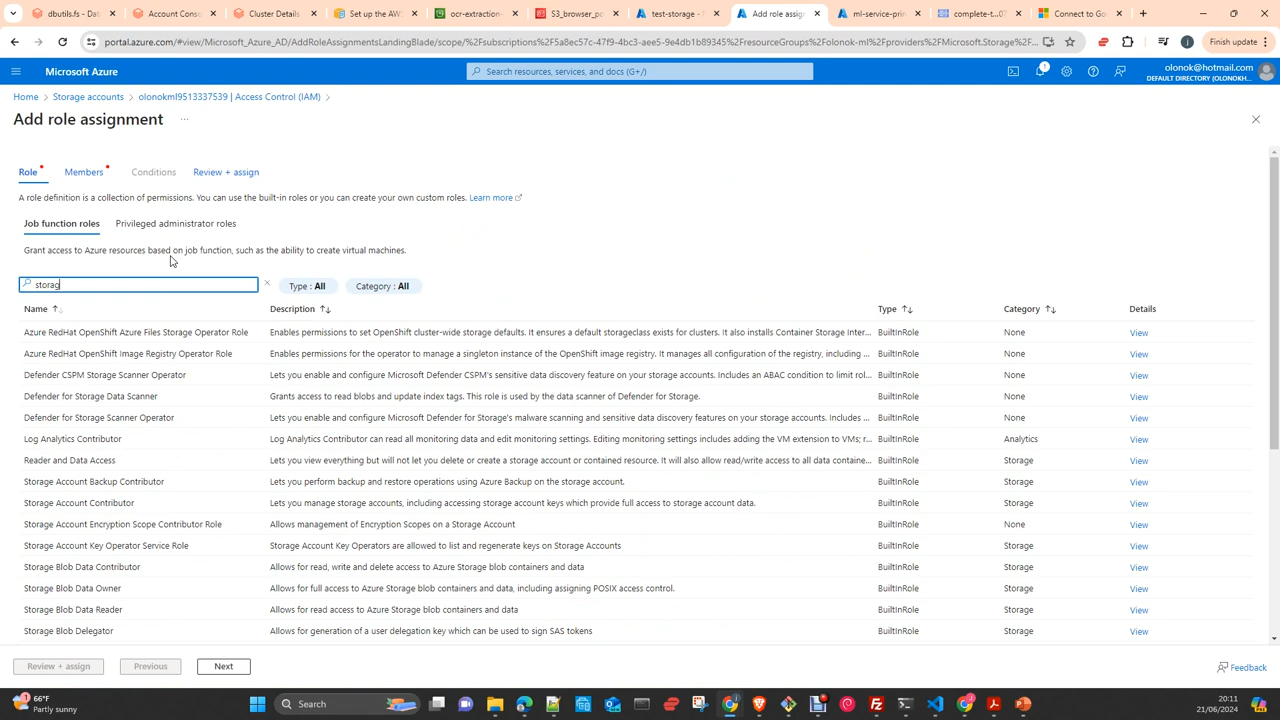 dbutils.fs - Data
Account Conso
Cluster Details
Set up the AWS
ocr-extraction-
S3_browser_po
test-storage - M
Add role assign
ml-service-prin
complete-t...07
Connect to Go
portal.azure.com/#view/Microsoft_Azure_AD/AddRoleAssignmentsLandingBlade/scope/%2Fsubscriptions%2F5a8ec57c-47f9-4bc3-aee5-9e4db1b89345%2FresourceGroups%2Folonok-ml%2Fproviders%2FMicrosoft.Storage%...
Finish update
Microsoft Azure
Search resources, services, and docs (G+/)
1
olonok@hotmail.com
DEFAULT DIRECTORY (OLONOKH...
Home > Storage accounts > olonokml9513337539 | Access Control (IAM) >
Add role assignment ...
Role Members Conditions Review + assign
A role definition is a collection of permissions. You can use the built-in roles or you can create your own custom roles. Learn more
Job function roles Privileged administrator roles
Grant access to Azure resources based on job function, such as the ability to create virtual machines.
storag Type : All Category : All
Name Description Type Category Details
Azure RedHat OpenShift Azure Files Storage Operator Role Enables permissions to set OpenShift cluster-wide storage defaults. It ensures a default storageclass exists for clusters. It also installs Container Storage Inter... BuiltInRole None View
Azure RedHat OpenShift Image Registry Operator Role Enables permissions for the operator to manage a singleton instance of the OpenShift image registry. It manages all configuration of the registry, including ... BuiltInRole None View
Defender CSPM Storage Scanner Operator Lets you enable and configure Microsoft Defender CSPM's sensitive data discovery feature on your storage accounts. Includes an ABAC condition to limit rol... BuiltInRole None View
Defender for Storage Data Scanner Grants access to read blobs and update index tags. This role is used by the data scanner of Defender for Storage. BuiltInRole None View
Defender for Storage Scanner Operator Lets you enable and configure Microsoft Defender for Storage's malware scanning and sensitive data discovery features on your storage accounts. Includes ... BuiltInRole None View
Log Analytics Contributor Log Analytics Contributor can read all monitoring data and edit monitoring settings. Editing monitoring settings includes adding the VM extension to VMs; r... BuiltInRole Analytics View
Reader and Data Access Lets you view everything but will not let you delete or create a storage account or contained resource. It will also allow read/write access to all data containe... BuiltInRole Storage View
Storage Account Backup Contributor Lets you perform backup and restore operations using Azure Backup on the storage account. BuiltInRole Storage View
Storage Account Contributor Lets you manage storage accounts, including accessing storage account keys which provide full access to storage account data. BuiltInRole Storage View
Storage Account Encryption Scope Contributor Role Allows management of Encryption Scopes on a Storage Account BuiltInRole None View
Storage Account Key Operator Service Role Storage Account Key Operators are allowed to list and regenerate keys on Storage Accounts BuiltInRole Storage View
Storage Blob Data Contributor Allows for read, write and delete access to Azure Storage blob containers and data BuiltInRole Storage View
Storage Blob Data Owner Allows for full access to Azure Storage blob containers and data, including assigning POSIX access control. BuiltInRole Storage View
Storage Blob Data Reader Allows for read access to Azure Storage blob containers and data BuiltInRole Storage View
Storage Blob Delegator Allows for generation of a user delegation key which can be used to sign SAS tokens BuiltInRole Storage View
Review + assign Previous Next
Feedback
66°F
Partly sunny
Search
20:11
21/06/2024